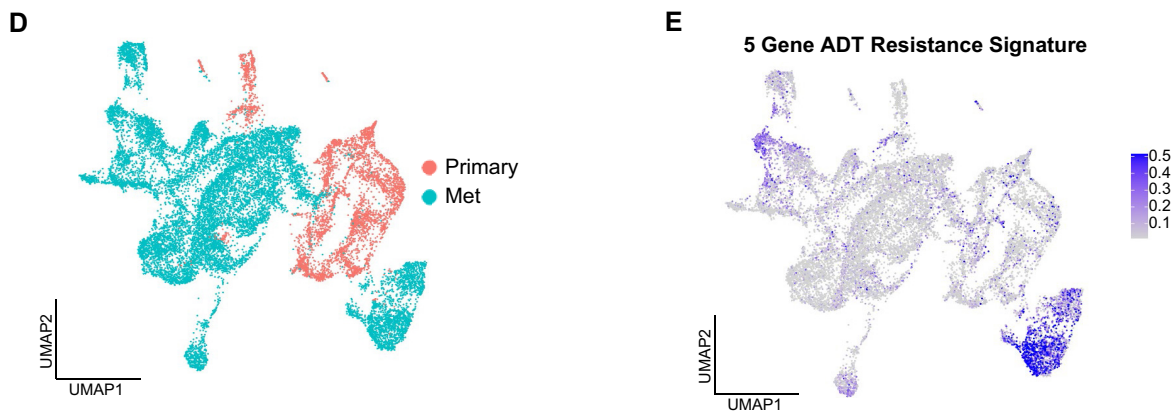 D
Primary
Met
UMAP2
UMAP1
E
5 Gene ADT Resistance Signature
0.5
0.4
0.3
0.2
0.1
UMAP2
UMAP1